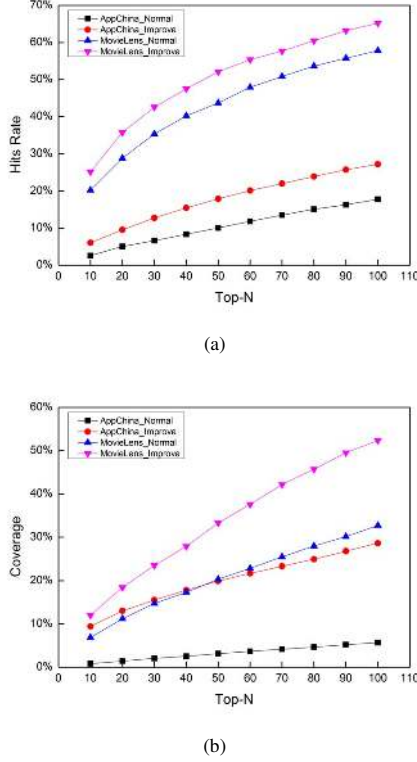 Hits Rate
70%
60%
50%
40%
30%
20%
10%
0%
AppChina_Normal
AppChina_Improve
MovieLens_Normal
MovieLens_Improve
0 10 20 30 40 50 60 70 80 90 100 110
Top-N
(a)
Coverage
60%
50%
40%
30%
20%
10%
0%
AppChina_Normal
AppChina_Improve
MovieLens_Normal
MovieLens_Improve
0 10 20 30 40 50 60 70 80 90 100 110
Top-N
(b)